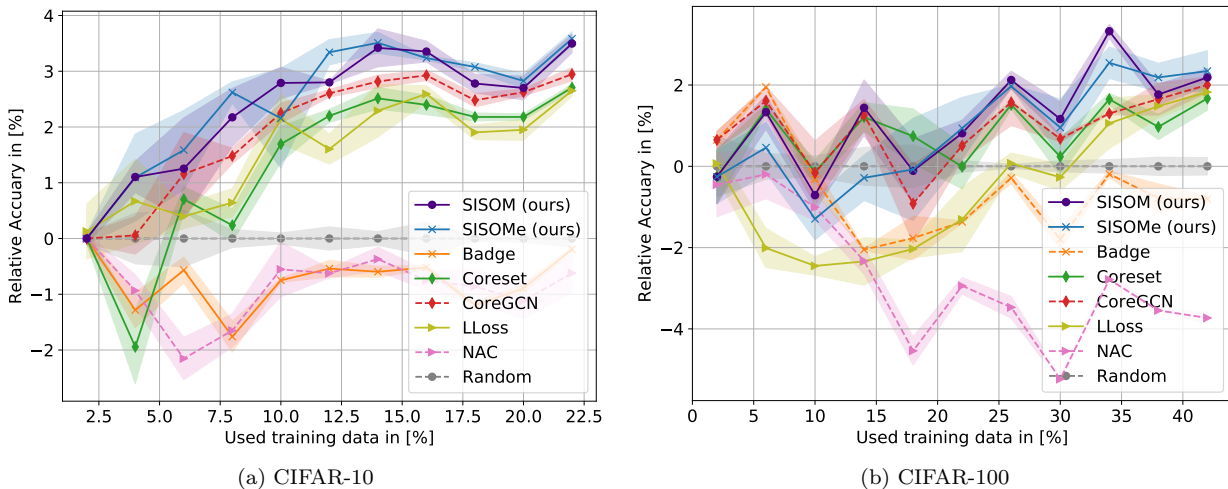 4
3
2
1
0
−1
−2
Relative Accuary in [%]
2.5 5.0 7.5 10.0 12.5 15.0 17.5 20.0 22.5
Used training data in [%]
SISOM (ours)
SISOMe (ours)
Badge
Coreset
CoreGCN
LLoss
NAC
Random
(a) CIFAR-10
2
0
−2
−4
Relative Accuary in [%]
0 5 10 15 20 25 30 35 40
Used training data in [%]
SISOM (ours)
SISOMe (ours)
Badge
Coreset
CoreGCN
LLoss
NAC
Random
(b) CIFAR-100